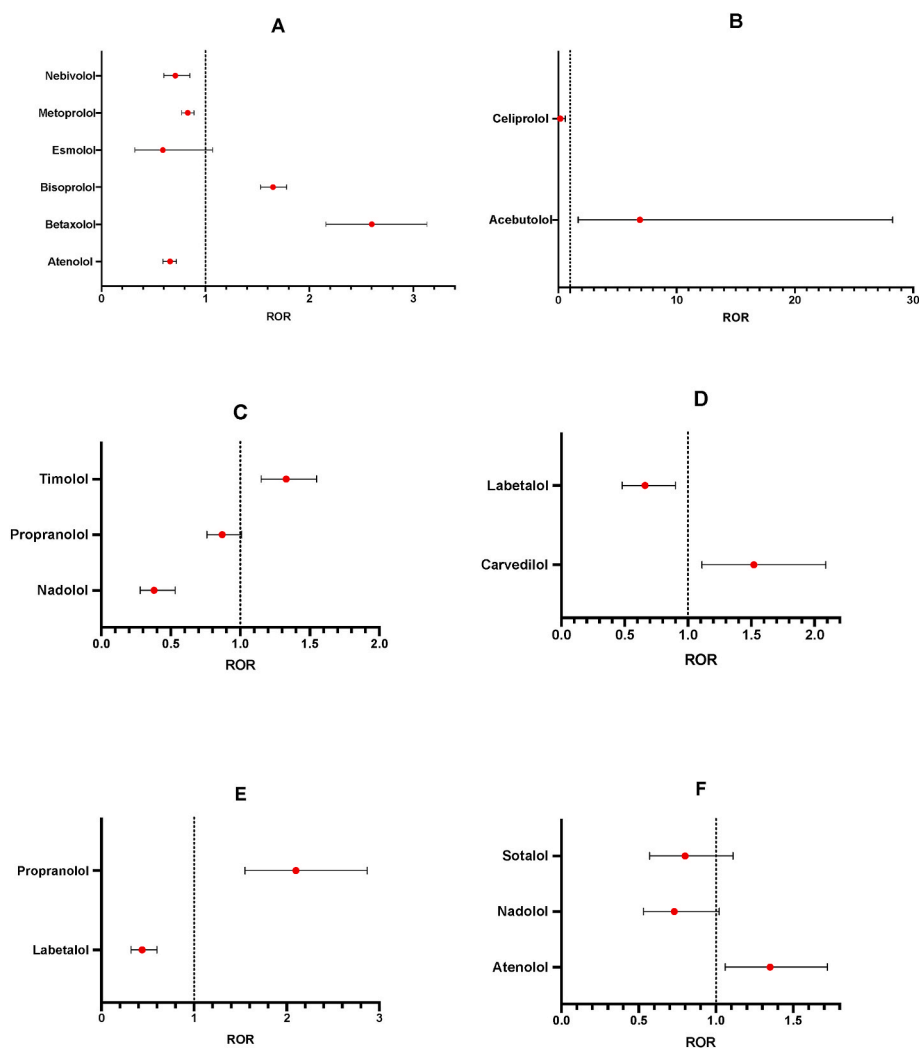 A
Nebivolol
Metoprolol
Esmolol
Bisoprolol
Betaxolol
Atenolol
0 1 2 3
ROR
B
Celiprolol
Acebutolol
0 10 20 30
ROR
C
Timolol
Propranolol
Nadolol
0.0 0.5 1.0 1.5 2.0
ROR
D
Labetalol
Carvedilol
0.0 0.5 1.0 1.5 2.0
ROR
E
Propranolol
Labetalol
0 1 2 3
ROR
F
Sotalol
Nadolol
Atenolol
0.0 0.5 1.0 1.5
ROR